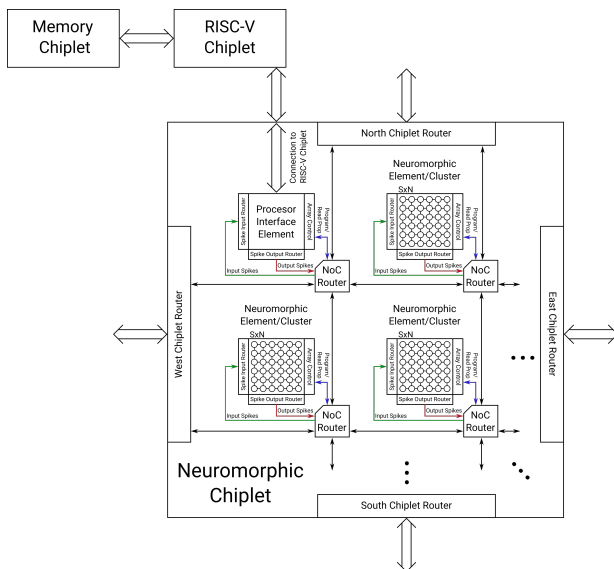 Memory
Chiplet
RISC-V
Chiplet
North Chiplet Router
Connection to
RISC-V Chiplet
Spike Input Router
Procesor
Interface
Element
Array Control
Program/
Read Prop
Spike Output Router
Output Spikes
Input Spikes
NoC
Router
Neuromorphic
Element/Cluster
SxN
Spike Input Router
Array Control
Program/
Read Prop
Spike Output Router
Output Spikes
Input Spikes
NoC
Router
West Chiplet Router
East Chiplet Router
Neuromorphic
Element/Cluster
SxN
Spike Input Router
Array Control
Program/
Read Prop
Spike Output Router
Output Spikes
Input Spikes
NoC
Router
Neuromorphic
Element/Cluster
SxN
Spike Input Router
Array Control
Program/
Read Prop
Spike Output Router
Output Spikes
Input Spikes
NoC
Router
Neuromorphic
Chiplet
South Chiplet Router